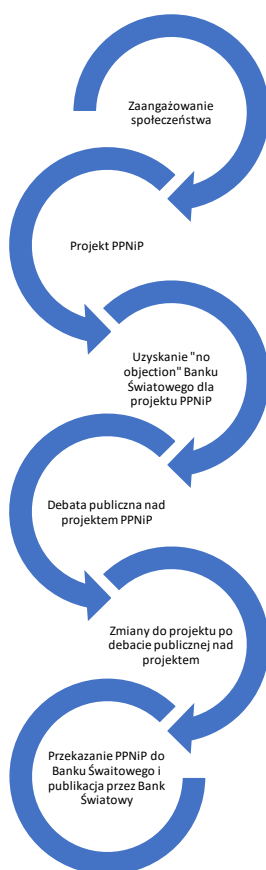 Zaangażowanie
społeczeństwa
Projekt PPNiP
Uzyskanie "no
objection" Banku
Światowego dla
projektu PPNiP
Debata publiczna nad
projektem PPNiP
Zmiany do projektu po
debacie publicznej nad
projektem
Przekazanie PPNiP do
Banku Śwaitowego i
publikacja przez Bank
Światowy